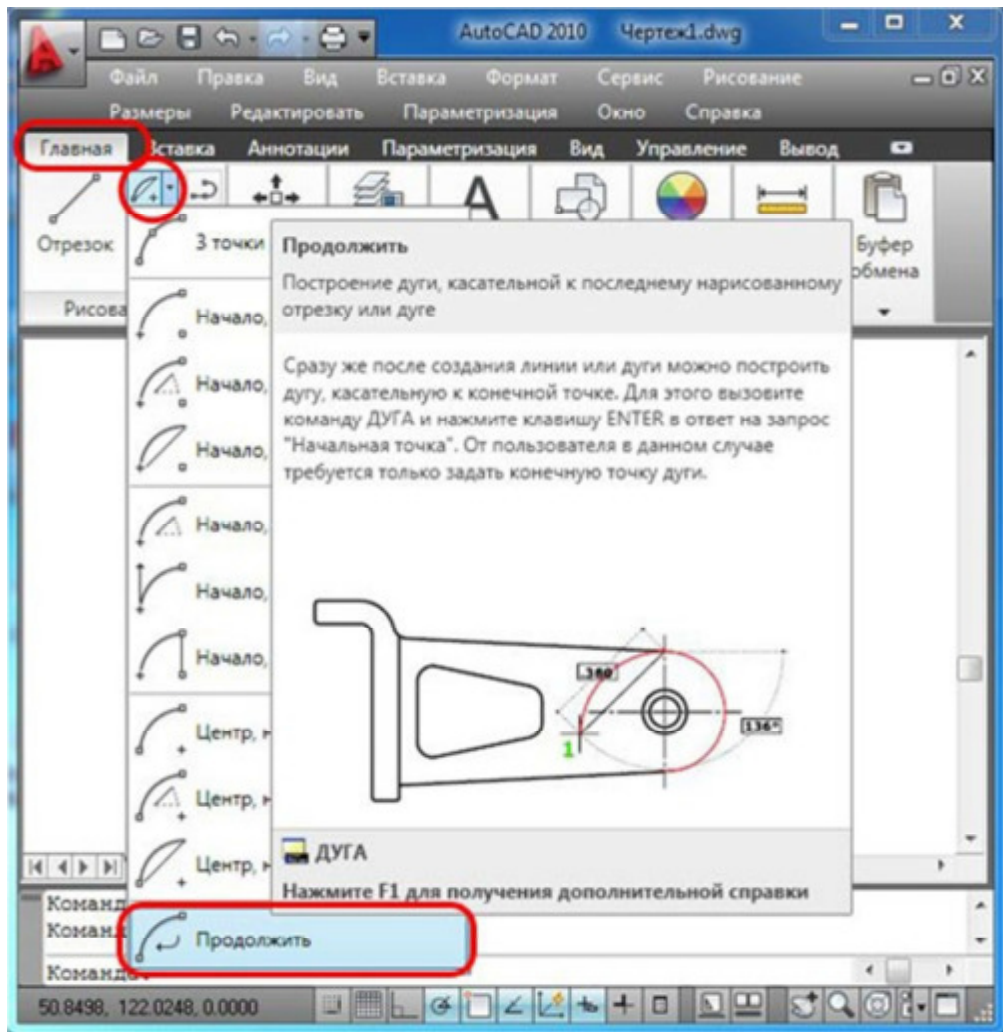 AutoCAD 2010 Чертеж1.dwg
Файл Правка Вид Вставка Формат Сервис Рисование
Размеры Редактировать Параметризация Окно Справка
Главная Вставка Аннотации Параметризация Вид Управление Вывод
Отрезок
Буфер
обмена
Рисова
3 точки
Начало,
Начало,
Начало,
Начало,
Начало,
Начало,
Центр, н
Центр, н
Центр, н
Продолжить
Продолжить
Построение дуги, касательной к последнему нарисованному
отрезку или дуге
Сразу же после создания линии или дуги можно построить
дугу, касательную к конечной точке. Для этого вызовите
команду ДУГА и нажмите клавишу ENTER в ответ на запрос
"Начальная точка". От пользователя в данном случае
требуется только задать конечную точку дуги.
136°
1
ДУГА
Нажмите F1 для получения дополнительной справки
Команд
Команд
Команда:
50.8498, 122.0248, 0.0000